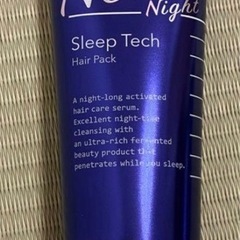 Night
Sleep Tech
Hair Pack
A night-long activated
hair care serum.
Excellent night-time
cleansing with
an ultra-rich fermented
beauty product that
penetrates while you sleep.